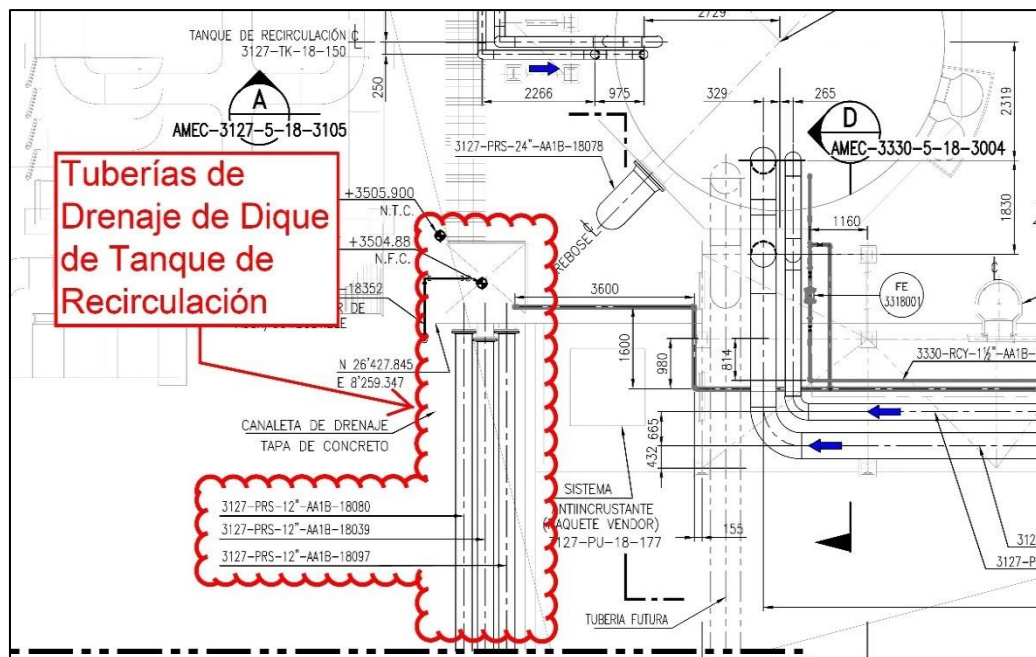 TANQUE DE RECIRCULACIÓN
3127-TK-18-150
250
2266
975
2729
329
265
2319
1830
A
AMEC-3127-5-18-3105
D
AMEC-3330-5-18-3004
3127-PRS-24"-AA1B-18078
REBOSE
Tuberías de
Drenaje de Dique
de Tanque de
Recirculación
+3505.900
N.T.C.
+3504.88
N.F.C.
-18352
DE
3600
1160
FE
3318001
1600
980
814
3330-RCY-1½"-AA1B-
N 26'427.845
E 8'259.347
CANALETA DE DRENAJE
TAPA DE CONCRETO
665
432
3127-PRS-12"-AA1B-18080
3127-PRS-12"-AA1B-18039
3127-PRS-12"-AA1B-18097
SISTEMA
ANTIINCRUSTANTE
(PAQUETE VENDOR)
3127-PU-18-177
155
312
3127-P
TUBERIA FUTURA